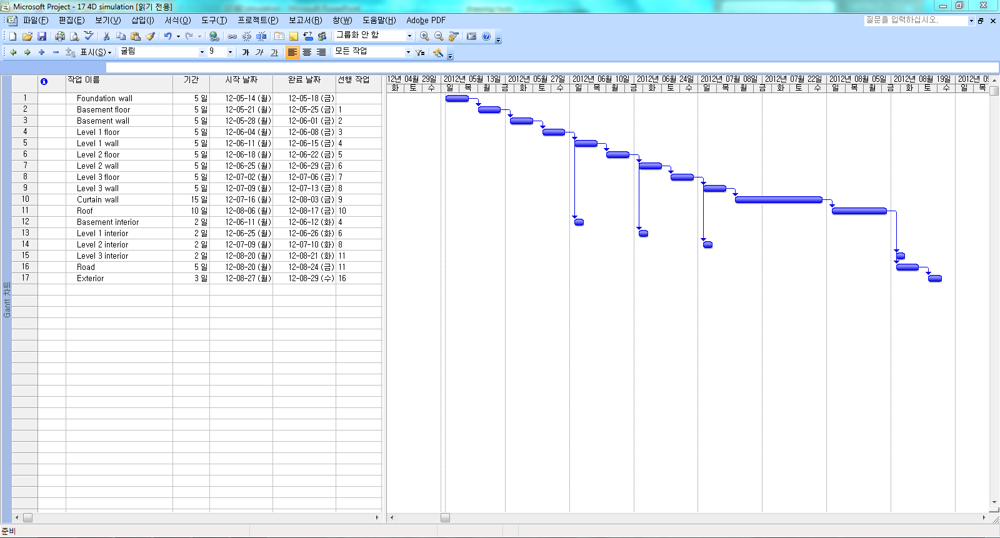 Microsoft Project - 17 4D simulation [읽기 전용]
파일(F) 편집(E) 보기(V) 삽입(I) 서식(O) 도구(T) 프로젝트(P) 보고서(R) 창(W) 도움말(H) Adobe PDF 질문을 입력하십시오.
그룹화 안 함
표시(S) 굴림 9 가 가 가 모든 작업
작업 이름 기간 시작 날짜 완료 날짜 선행 작업
12년 04월 29일 2012년 05월 13일 2012년 05월 27일 2012년 06월 10일 2012년 06월 24일 2012년 07월 08일 2012년 07월 22일 2012년 08월 05일 2012년 08월 19일 2012년
화 토 수 일 목 금 화 토 수 일 목 월 금 화 토 수 일 목 월 금 화 토 수 일 목 월 금 화 토 수 일 목
1 Foundation wall 5 일 12-05-14 (월) 12-05-18 (금)
2 Basement floor 5 일 12-05-21 (월) 12-05-25 (금) 1
3 Basement wall 5 일 12-05-28 (월) 12-06-01 (금) 2
4 Level 1 floor 5 일 12-06-04 (월) 12-06-08 (금) 3
5 Level 1 wall 5 일 12-06-11 (월) 12-06-15 (금) 4
6 Level 2 floor 5 일 12-06-18 (월) 12-06-22 (금) 5
7 Level 2 wall 5 일 12-06-25 (월) 12-06-29 (금) 6
8 Level 3 floor 5 일 12-07-02 (월) 12-07-06 (금) 7
9 Level 3 wall 5 일 12-07-09 (월) 12-07-13 (금) 8
10 Curtain wall 15 일 12-07-16 (월) 12-08-03 (금) 9
11 Roof 10 일 12-08-06 (월) 12-08-17 (금) 10
12 Basement interior 2 일 12-06-11 (월) 12-06-12 (화) 4
13 Level 1 interior 2 일 12-06-25 (월) 12-06-26 (화) 6
14 Level 2 interior 2 일 12-07-09 (월) 12-07-10 (화) 8
15 Level 3 interior 2 일 12-08-20 (월) 12-08-21 (화) 11
16 Road 5 일 12-08-20 (월) 12-08-24 (금) 11
17 Exterior 3 일 12-08-27 (월) 12-08-29 (수) 16
Gantt 차트
준비